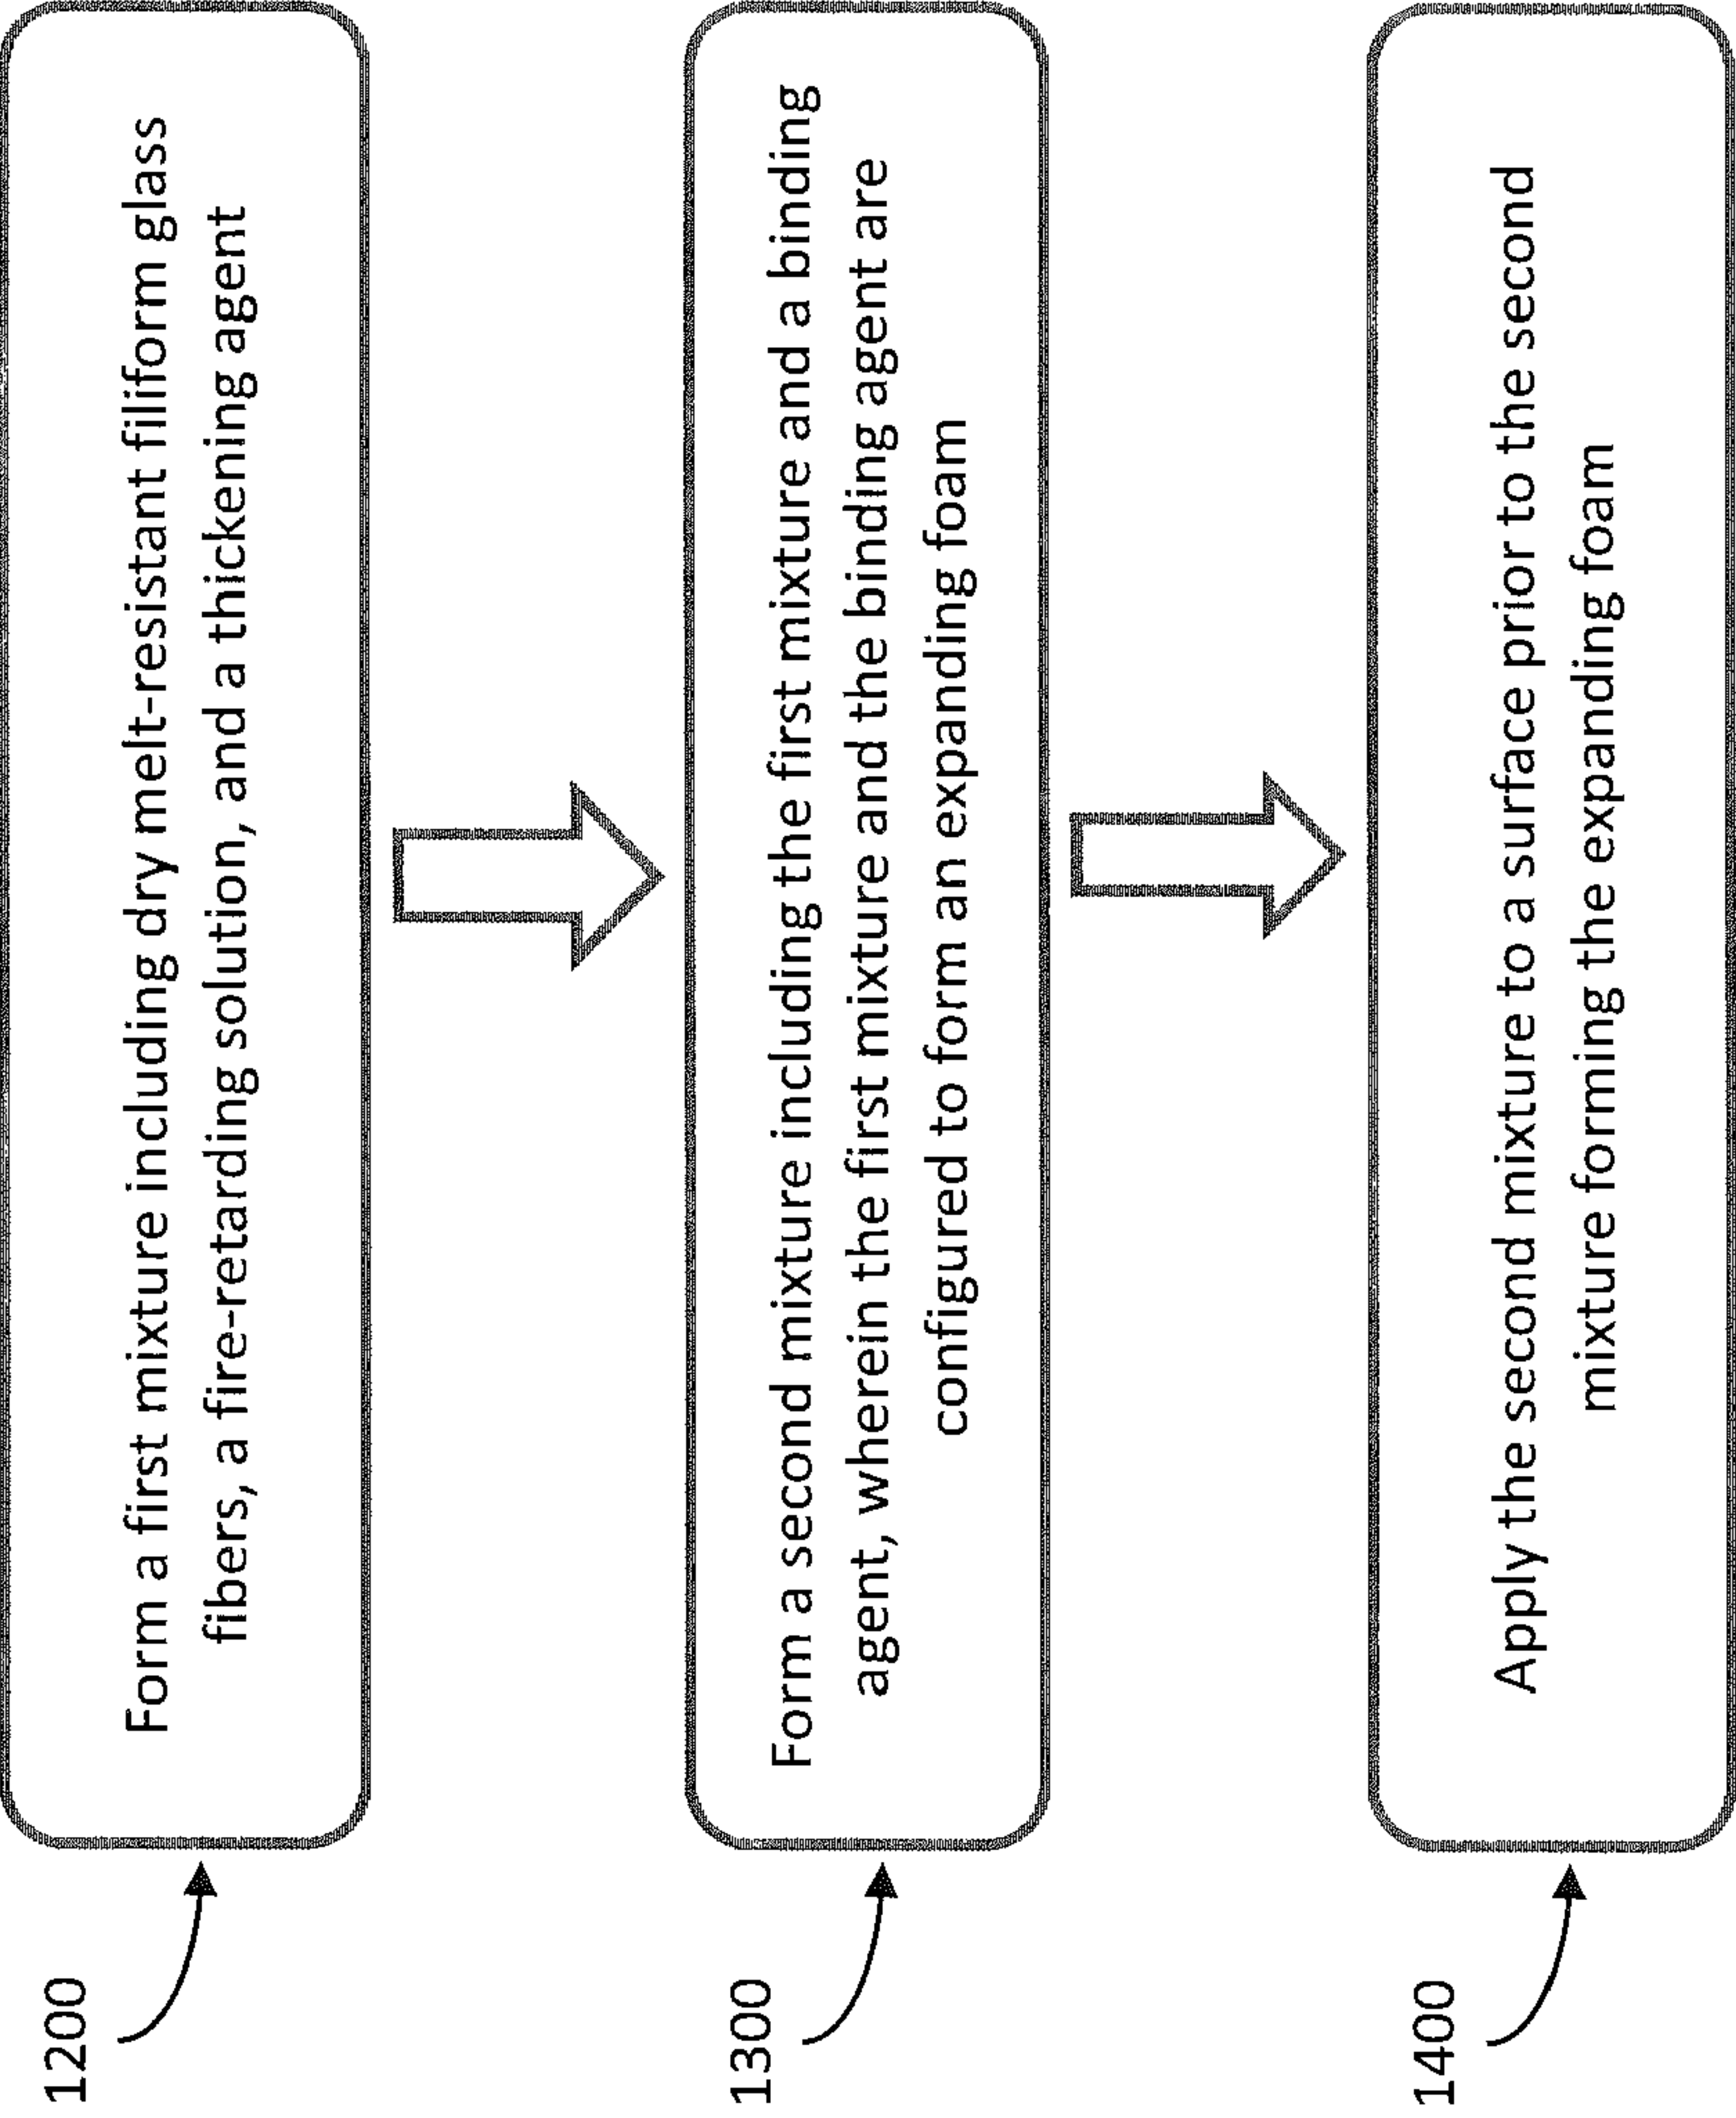 1200
Form a first mixture including dry melt-resistant filiform glass
fibers, a fire-retarding solution, and a thickening agent
1300
Form a second mixture including the first mixture and a binding
agent, wherein the first mixture and the binding agent are
configured to form an expanding foam
1400
Apply the second mixture to a surface prior to the second
mixture forming the expanding foam